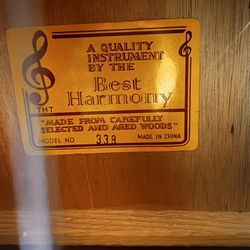 A QUALITY
INSTRUMENT
BY THE
Best
Harmony
THT
"MADE FROM CAREFULLY
SELECTED AND AGED WOODS"
MODEL NO 338 MADE IN CHINA